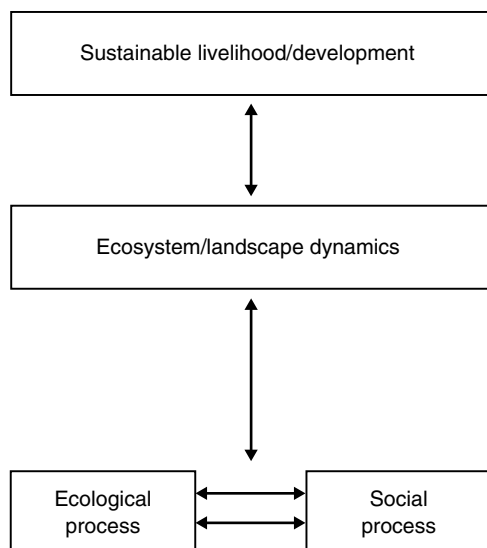 Sustainable livelihood/development
Ecosystem/landscape dynamics
Ecological
process
Social
process